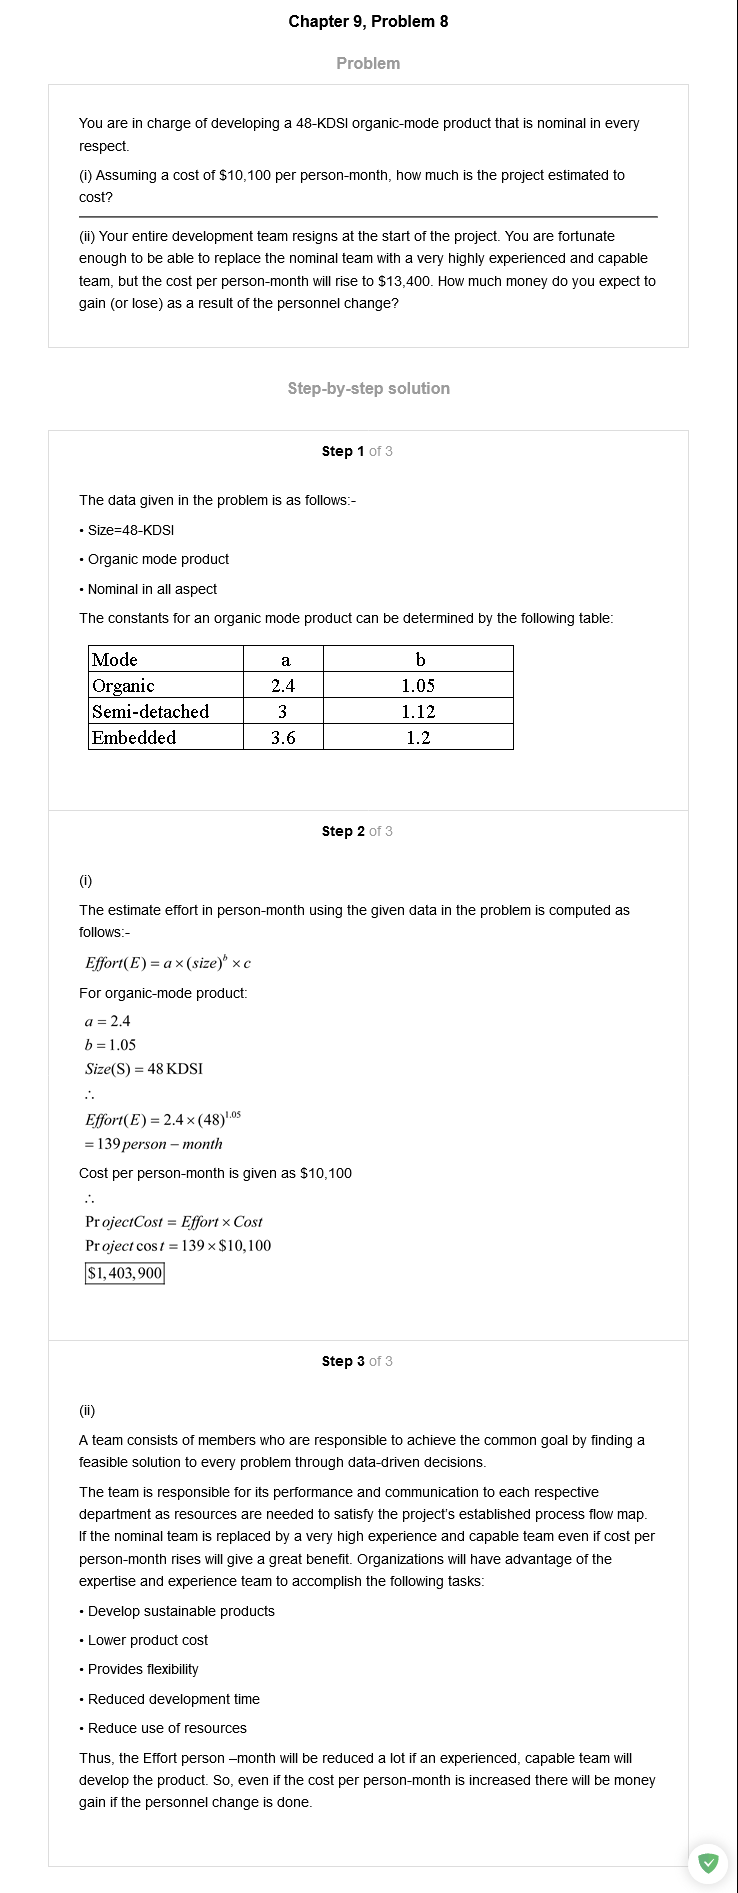 Chapter 9, Problem 8
Problem
You are in charge of developing a 48-KDSI organic-mode product that is nominal in every
respect.
(i) Assuming a cost of $10,100 per person-month, how much is the project estimated to
cost?
(ii) Your entire development team resigns at the start of the project. You are fortunate
enough to be able to replace the nominal team with a very highly experienced and capable
team, but the cost per person-month will rise to $13,400. How much money do you expect to
gain (or lose) as a result of the personnel change?
Step-by-step solution
Step 1 of 3
The data given in the problem is as follows:-
• Size=48-KDSI
• Organic mode product
• Nominal in all aspect
The constants for an organic mode product can be determined by the following table:
Mode a b
Organic 2.4 1.05
Semi-detached 3 1.12
Embedded 3.6 1.2
Step 2 of 3
(i)
The estimate effort in person-month using the given data in the problem is computed as
follows:-
Effort(E) = a × (size)^b × c
For organic-mode product:
a = 2.4
b = 1.05
Size(S) = 48 KDSI
∴
Effort(E) = 2.4 × (48)^1.05
= 139 person – month
Cost per person-month is given as $10,100
∴
Pr ojectCost = Effort × Cost
Pr oject cos t = 139 × $10,100
$1, 403, 900
Step 3 of 3
(ii)
A team consists of members who are responsible to achieve the common goal by finding a
feasible solution to every problem through data-driven decisions.
The team is responsible for its performance and communication to each respective
department as resources are needed to satisfy the project's established process flow map.
If the nominal team is replaced by a very high experience and capable team even if cost per
person-month rises will give a great benefit. Organizations will have advantage of the
expertise and experience team to accomplish the following tasks:
• Develop sustainable products
• Lower product cost
• Provides flexibility
• Reduced development time
• Reduce use of resources
Thus, the Effort person –month will be reduced a lot if an experienced, capable team will
develop the product. So, even if the cost per person-month is increased there will be money
gain if the personnel change is done.